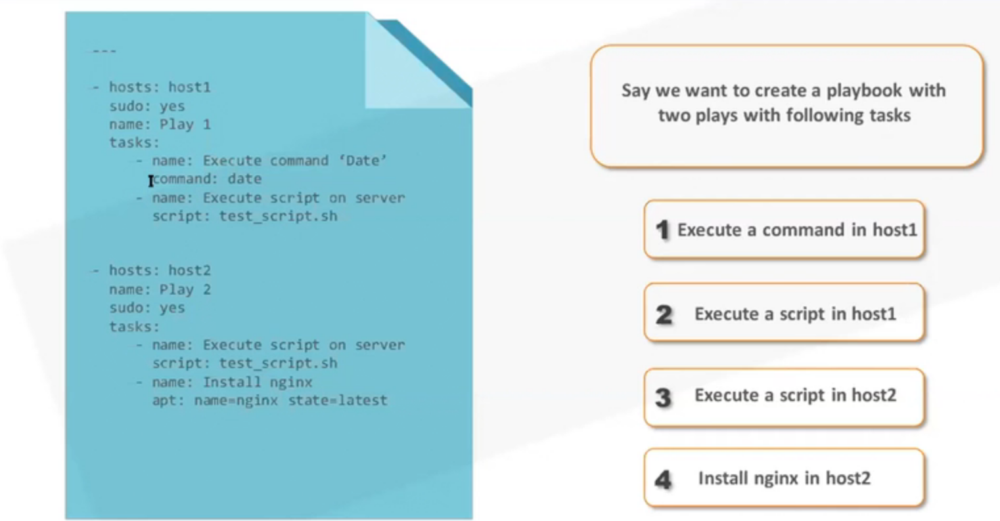 ---
- hosts: host1
sudo: yes
name: Play 1
tasks:
- name: Execute command ‘Date’
command: date
- name: Execute script on server
script: test_script.sh
- hosts: host2
name: Play 2
sudo: yes
tasks:
- name: Execute script on server
script: test_script.sh
- name: Install nginx
apt: name=nginx state=latest
Say we want to create a playbook with
two plays with following tasks
1 Execute a command in host1
2 Execute a script in host1
3 Execute a script in host2
4 Install nginx in host2